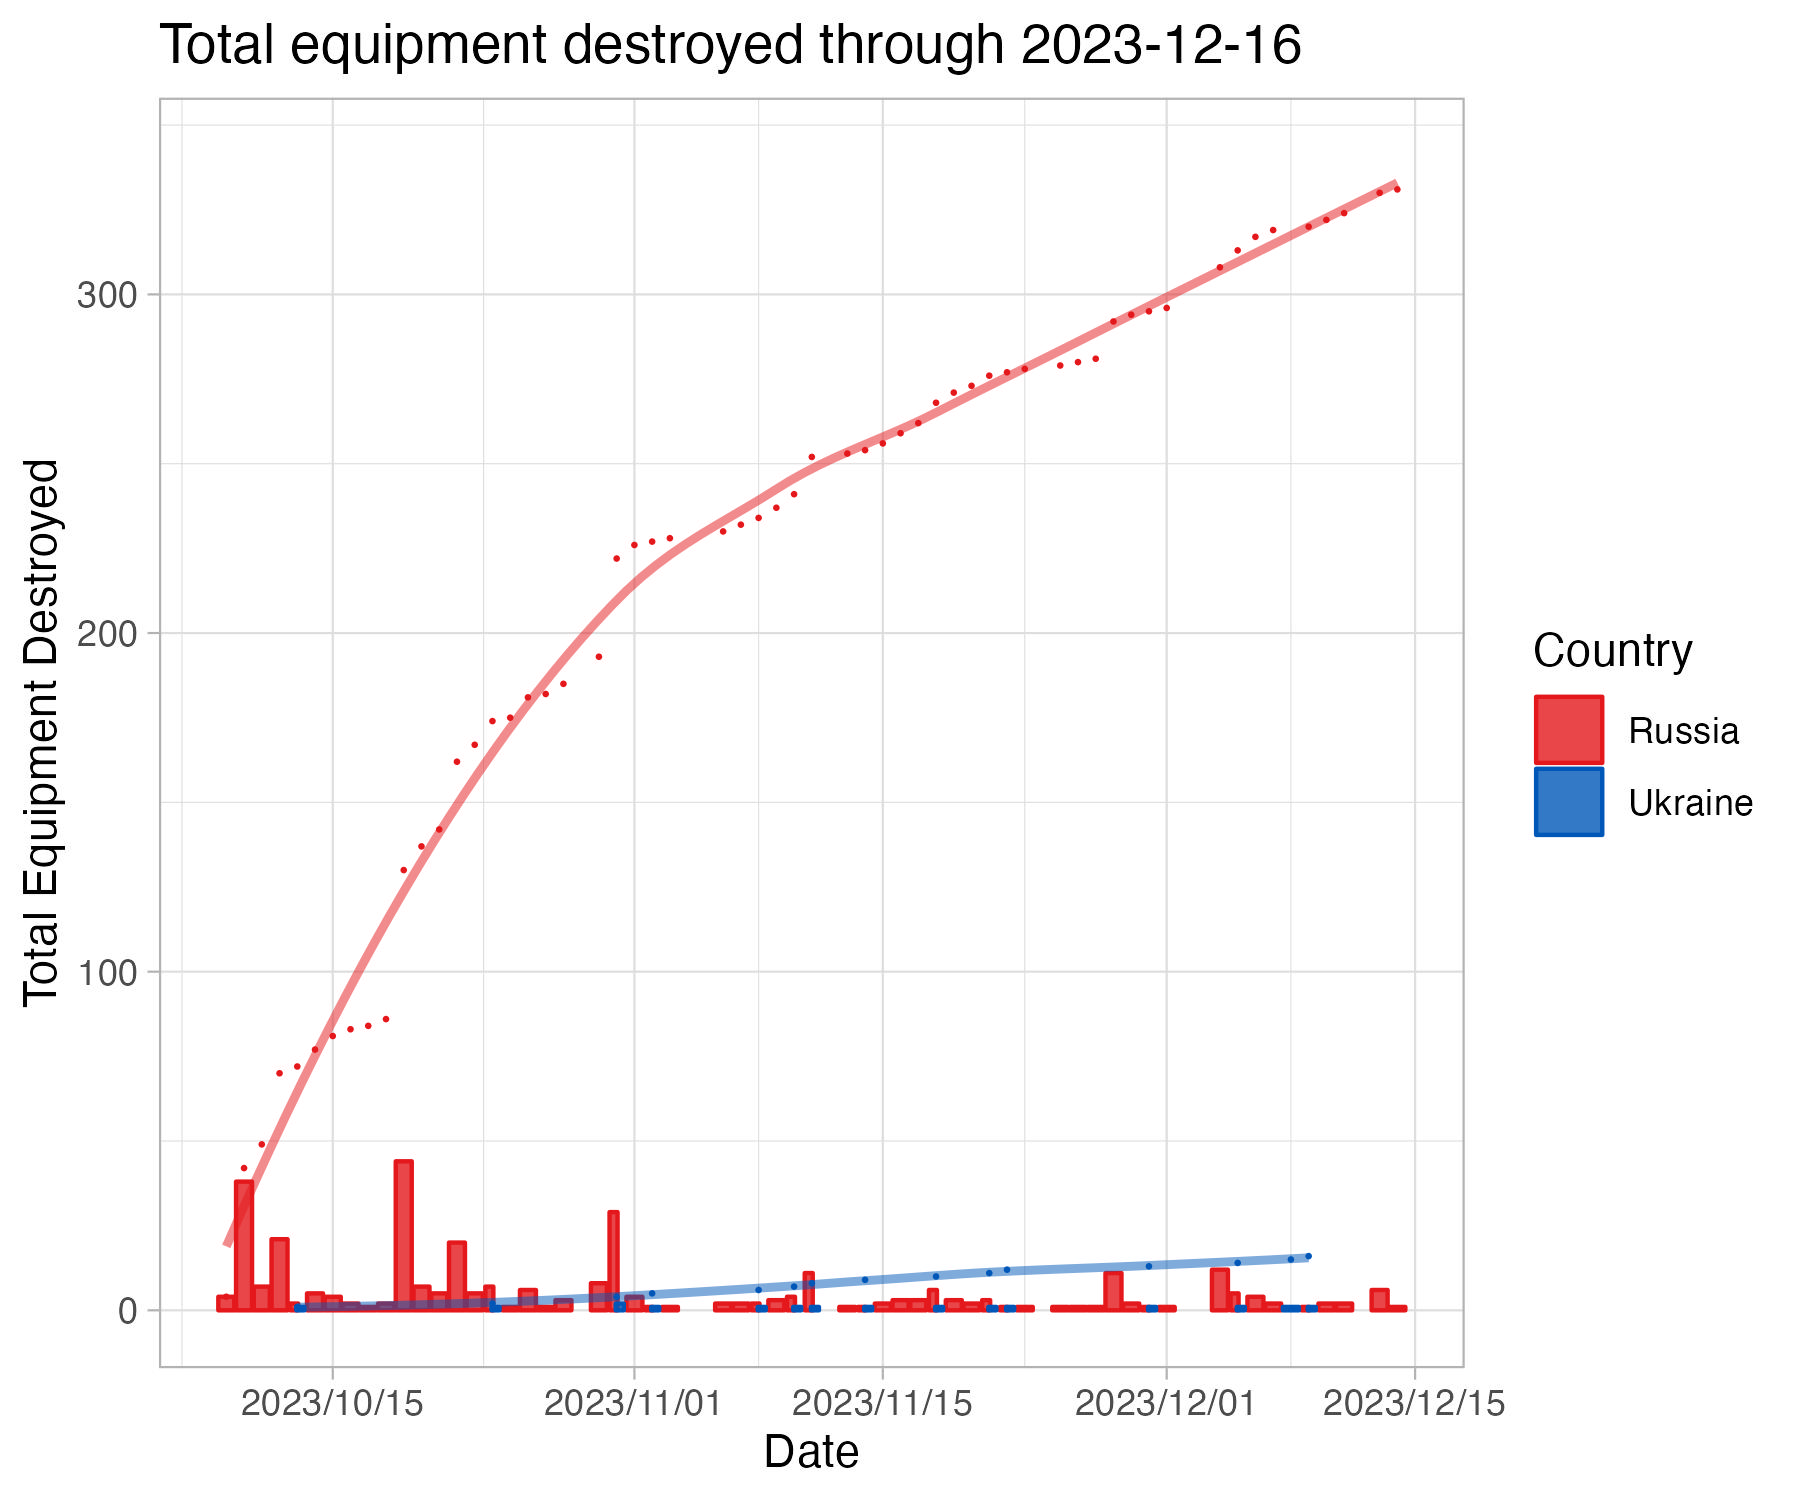 Total equipment destroyed through 2023-12-16
Total Equipment Destroyed
300
200
100
0
2023/10/15
2023/11/01
2023/11/15
2023/12/01
2023/12/15
Date
Country
Russia
Ukraine